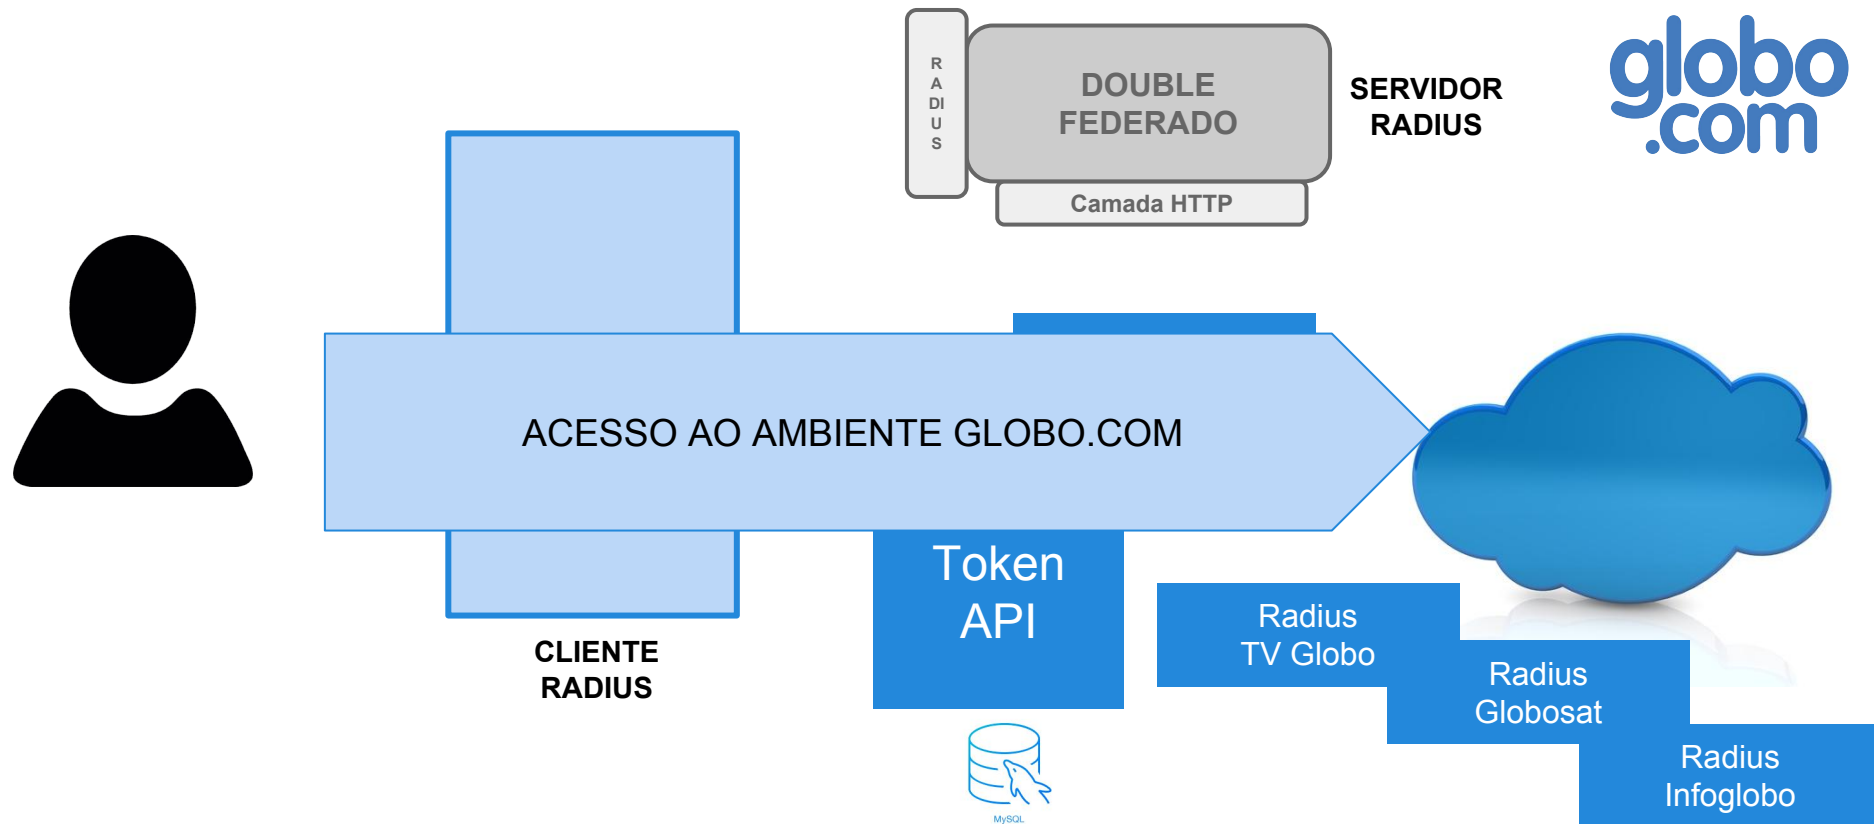 R
A
DI
U
S
DOUBLE
FEDERADO
Camada HTTP
SERVIDOR
RADIUS
globo
.com
ACESSO AO AMBIENTE GLOBO.COM
CLIENTE
RADIUS
Token
API
MySQL
Radius
TV Globo
Radius
Globosat
Radius
Infoglobo